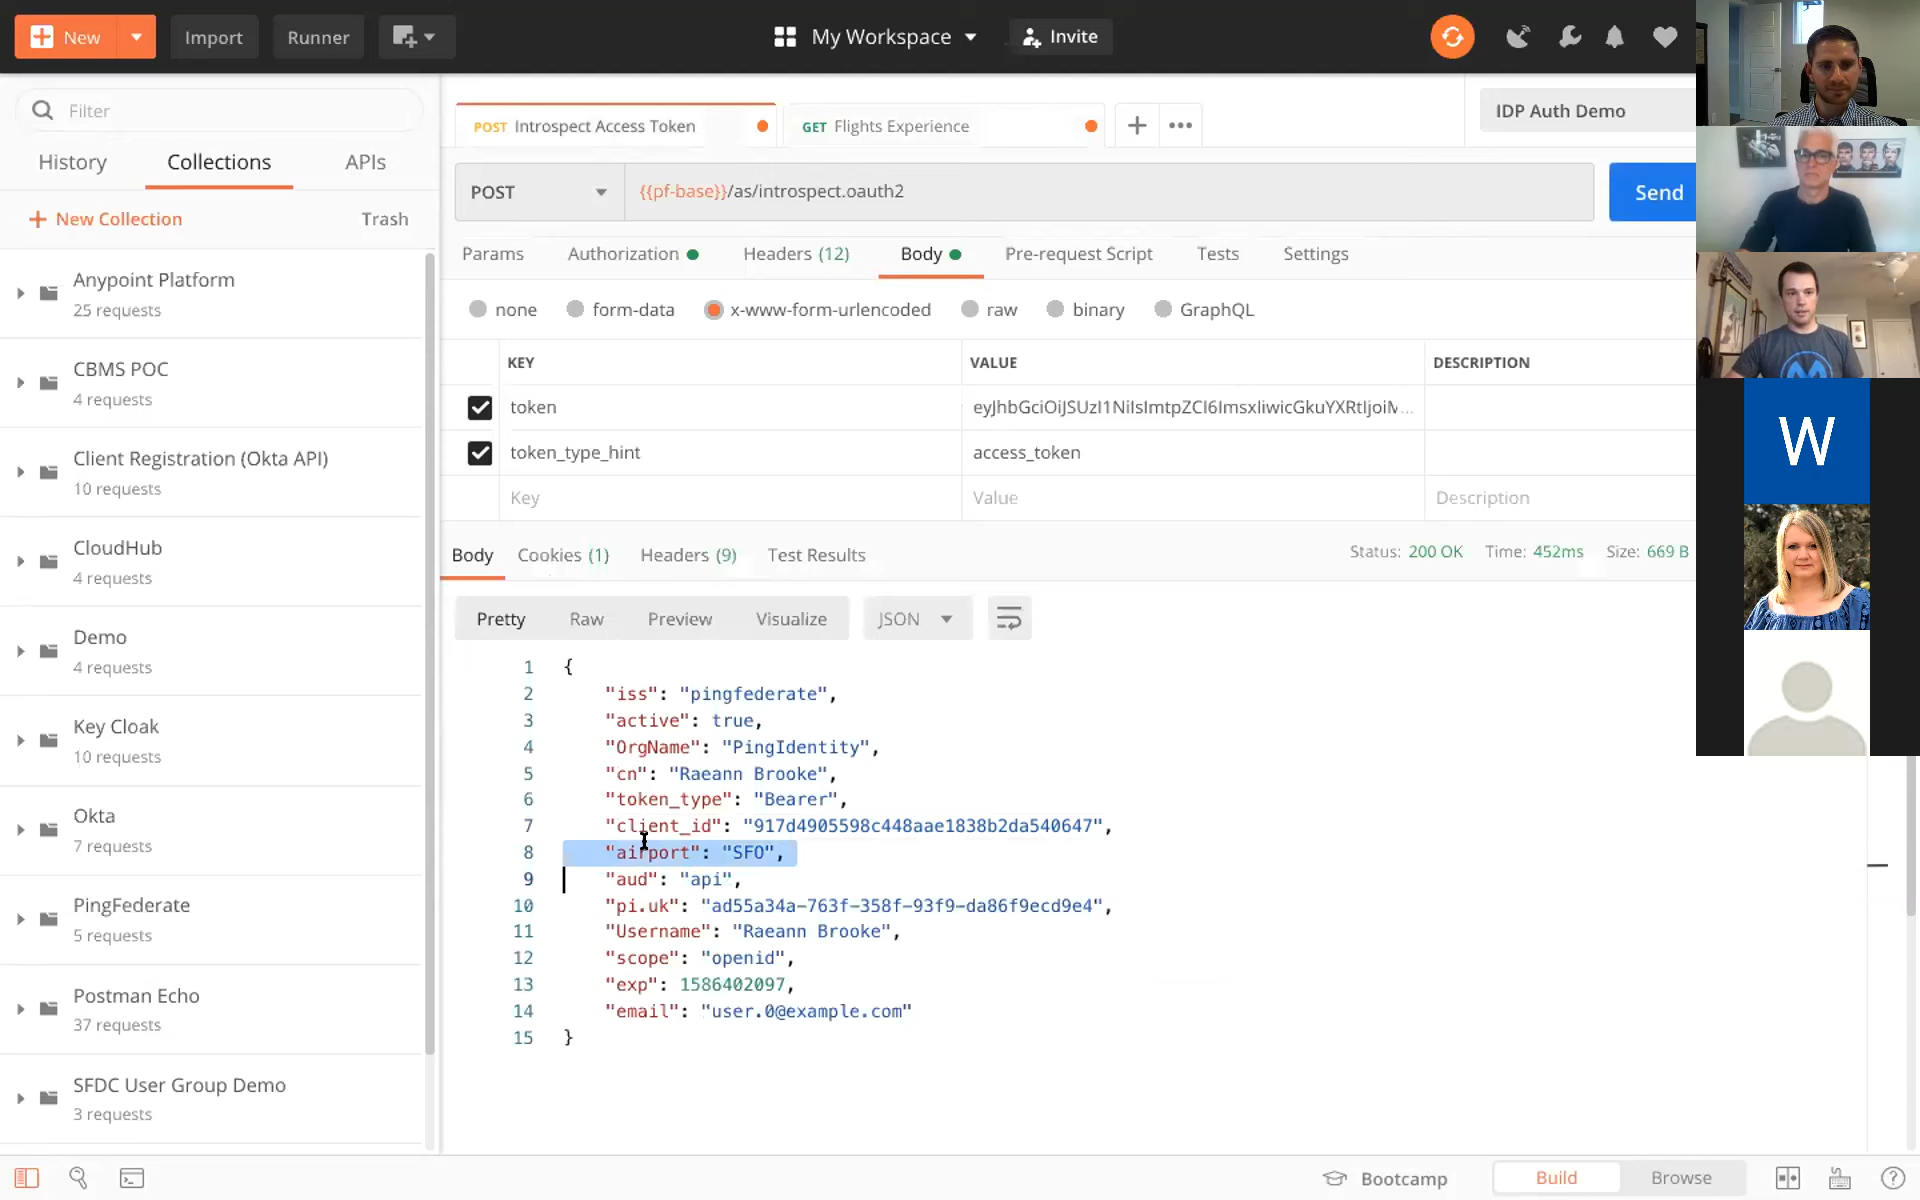 New
Import
Runner
My Workspace
Invite
Filter
History
Collections
APIs
New Collection
Trash
Anypoint Platform
25 requests
CBMS POC
4 requests
Client Registration (Okta API)
10 requests
CloudHub
4 requests
Demo
4 requests
Key Cloak
10 requests
Okta
7 requests
PingFederate
5 requests
Postman Echo
37 requests
SFDC User Group Demo
3 requests
POST Introspect Access Token
GET Flights Experience
IDP Auth Demo
POST
{{pf-base}}/as/introspect.oauth2
Send
Params
Authorization
Headers (12)
Body
Pre-request Script
Tests
Settings
none
form-data
x-www-form-urlencoded
raw
binary
GraphQL
KEY
VALUE
DESCRIPTION
token
token_type_hint
access_token
Key
Value
Description
Body
Cookies (1)
Headers (9)
Test Results
Status: 200 OK
Time: 452ms
Size: 669 B
Pretty
Raw
Preview
Visualize
JSON
1 {
2 "iss": "pingfederate",
3 "active": true,
4 "OrgName": "PingIdentity",
5 "cn": "Raeann Brooke",
6 "token_type": "Bearer",
7 "client_id": "917d4905598c448aae1838b2da540647",
8 "airport": "SFO",
9 "aud": "api",
10 "pi.uk": "ad55a34a-763f-358f-93f9-da86f9ecd9e4",
11 "Username": "Raeann Brooke",
12 "scope": "openid",
13 "exp": 1586402097,
14 "email": "user.0@example.com"
15 }
W
Bootcamp
Build
Browse